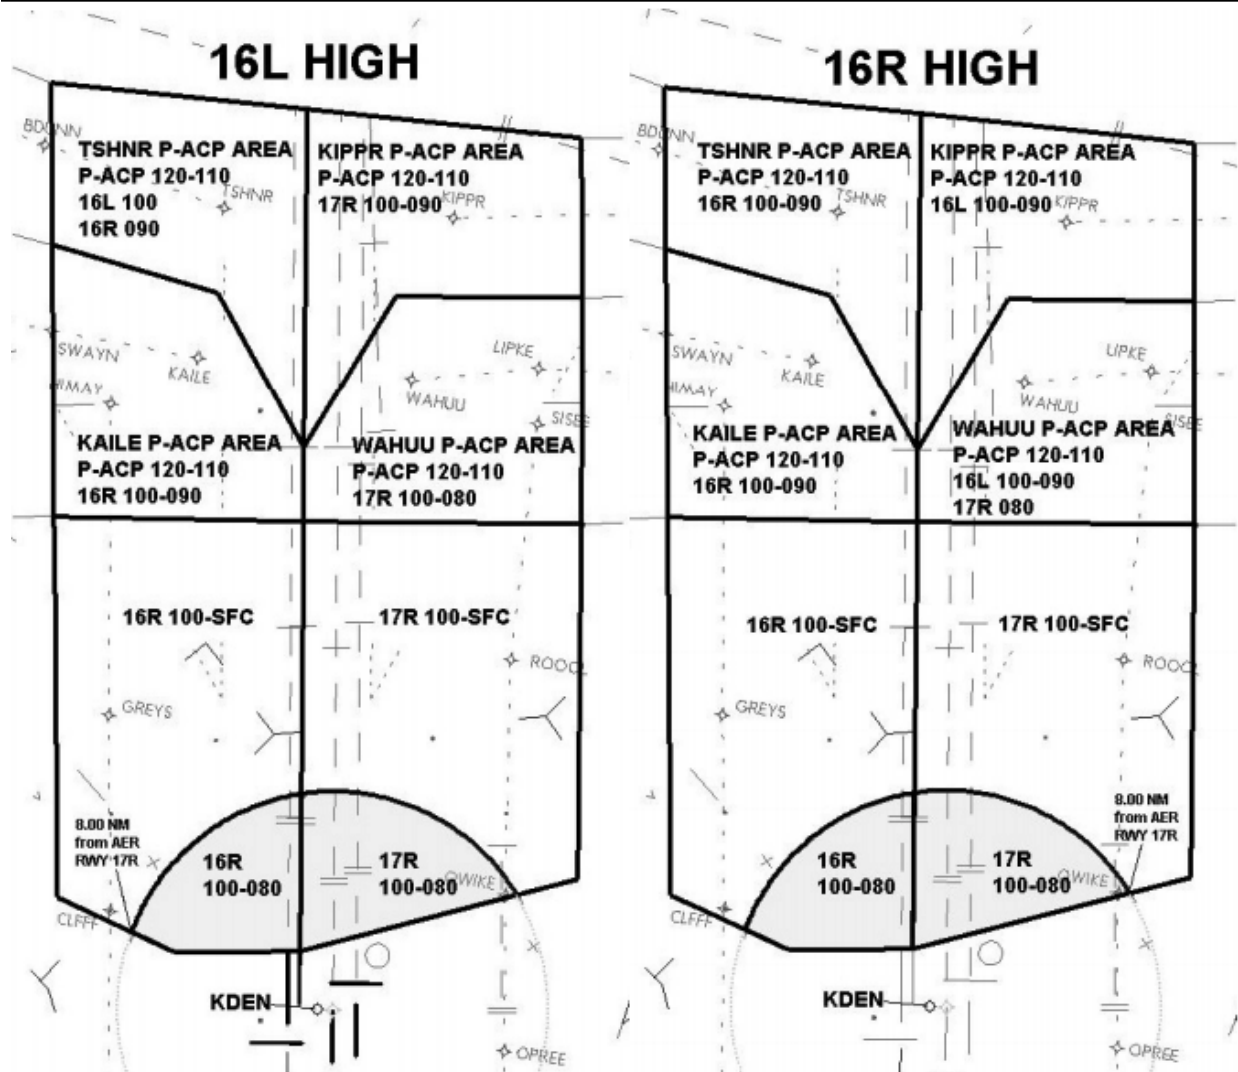 16L HIGH
BDUNN
TSHNR P-ACP AREA
P-ACP 120-110
16L 100
16R 090
TSHNR
KIPPR P-ACP AREA
P-ACP 120-110
17R 100-090
KIPPR
SWAYN
KAILE
HIMAY
LIPKE
WAHUU
SISEE
KAILE P-ACP AREA
P-ACP 120-110
16R 100-090
WAHUU P-ACP AREA
P-ACP 120-110
17R 100-080
16R 100-SFC
17R 100-SFC
GREYS
8.00 NM
from AER
RWY 17R
16R
100-080
17R
100-080
QWIKE
CLFFF
KDEN
OPREE
16R HIGH
BDUNN
TSHNR P-ACP AREA
P-ACP 120-110
16R 100-090
TSHNR
KIPPR P-ACP AREA
P-ACP 120-110
16L 100-090
KIPPR
SWAYN
KAILE
HIMAY
LIPKE
WAHUU
SISEE
KAILE P-ACP AREA
P-ACP 120-110
16R 100-090
WAHUU P-ACP AREA
P-ACP 120-110
16L 100-090
17R 080
16R 100-SFC
17R 100-SFC
GREYS
8.00 NM
from AER
RWY 17R
16R
100-080
17R
100-080
QWIKE
CLFFF
KDEN
OPREE